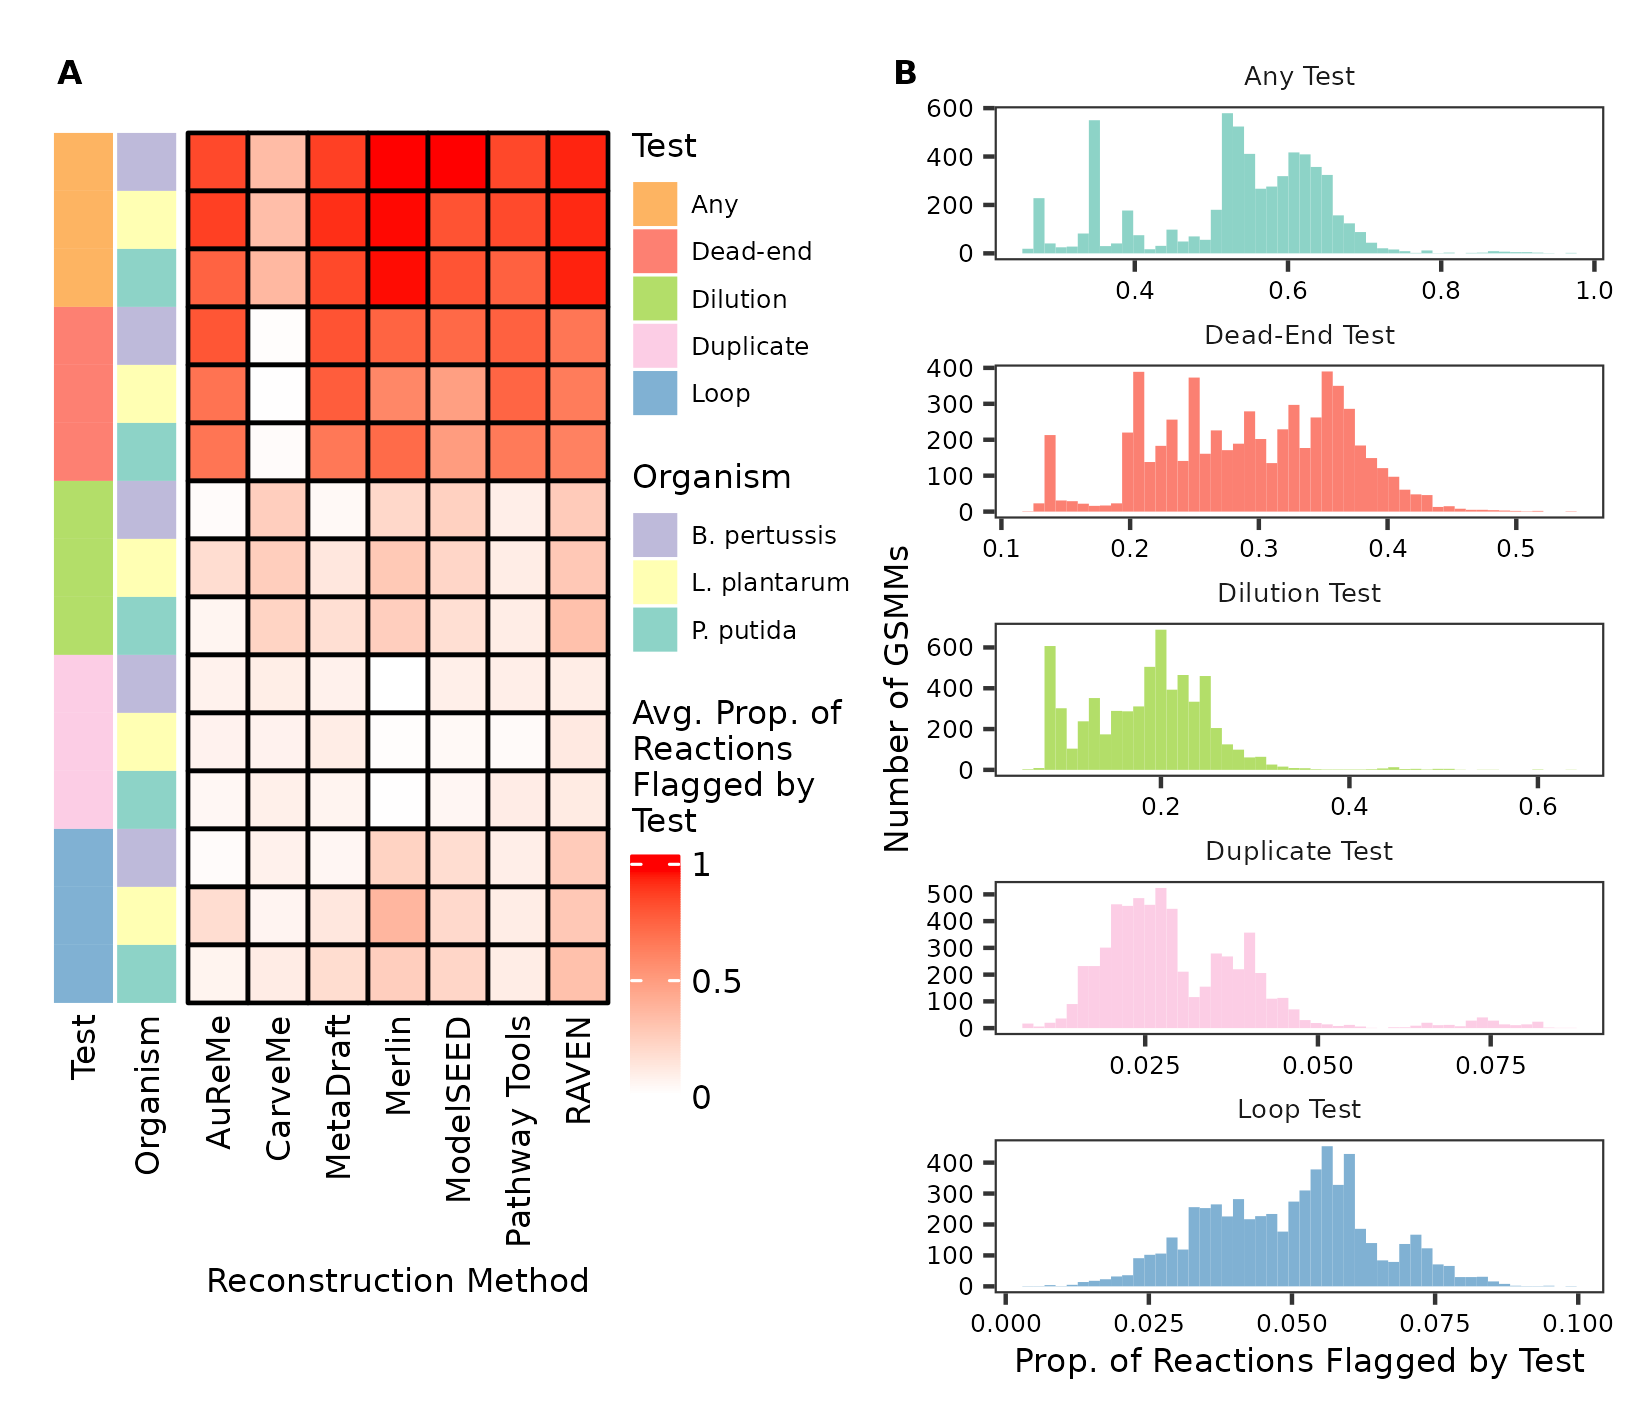 A
Test
Any
Dead-end
Dilution
Duplicate
Loop
Organism
B. pertussis
L. plantarum
P. putida
Avg. Prop. of
Reactions
Flagged by
Test
1
0.5
0
Test
Organism
AuReMe
CarveMe
MetaDraft
Merlin
ModelSEED
Pathway Tools
RAVEN
Reconstruction Method
B
Number of GSMMs
Any Test
600
400
200
0
0.4 0.6 0.8 1.0
Dead-End Test
400
300
200
100
0
0.1 0.2 0.3 0.4 0.5
Dilution Test
600
400
200
0
0.2 0.4 0.6
Duplicate Test
500
400
300
200
100
0
0.025 0.050 0.075
Loop Test
400
300
200
100
0
0.000 0.025 0.050 0.075 0.100
Prop. of Reactions Flagged by Test